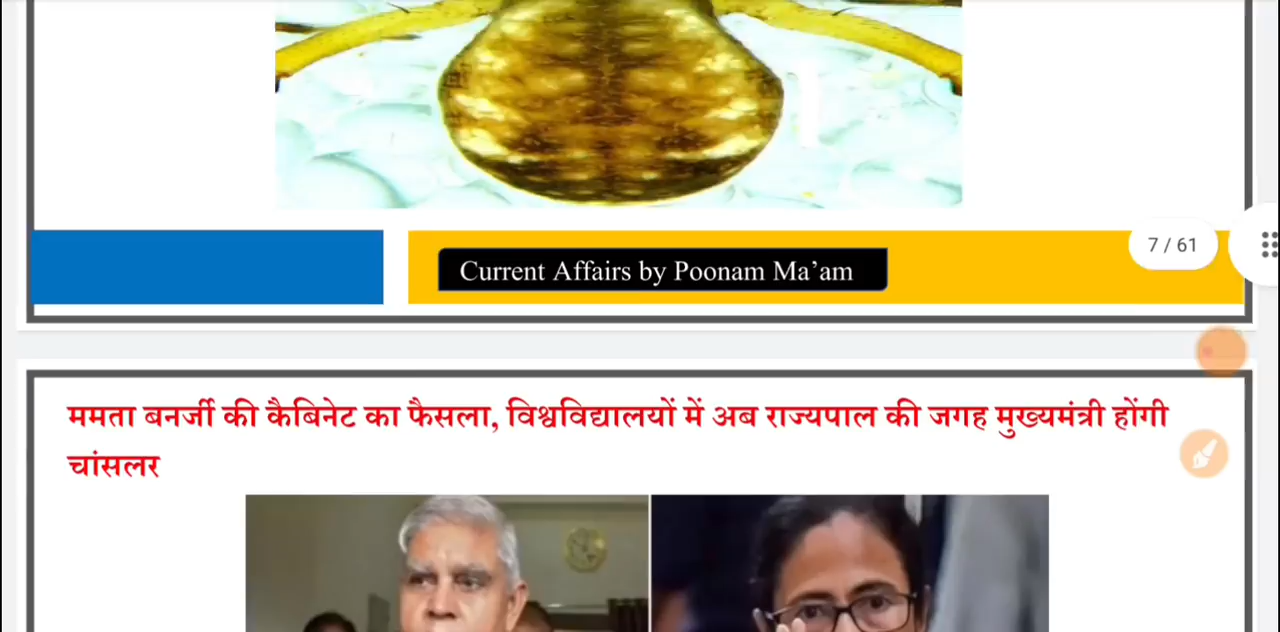 Current Affairs by Poonam Ma’am
7 / 61
ममता बनर्जी की कैबिनेट का फैसला, विश्वविद्यालयों में अब राज्यपाल की जगह मुख्यमंत्री होंगी
चांसलर